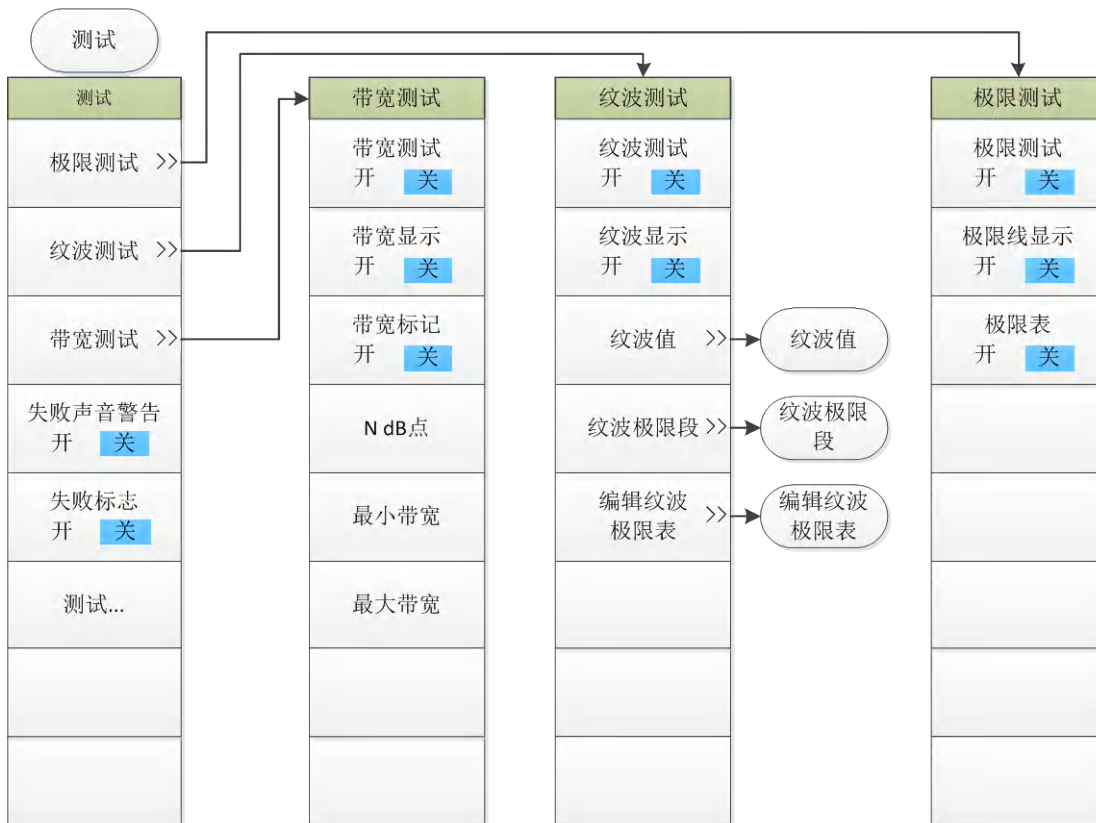 测试
测试
极限测试 >>
纹波测试 >>
带宽测试 >>
失败声音警告
开 关
失败标志
开 关
测试...
带宽测试
带宽测试
开 关
带宽显示
开 关
带宽标记
开 关
N dB点
最小带宽
最大带宽
纹波测试
纹波测试
开 关
纹波显示
开 关
纹波值 >>
纹波极限段 >>
编辑纹波 >>
极限表
纹波值
纹波极限
段
编辑纹波
极限表
极限测试
极限测试
开 关
极限线显示
开 关
极限表
开 关